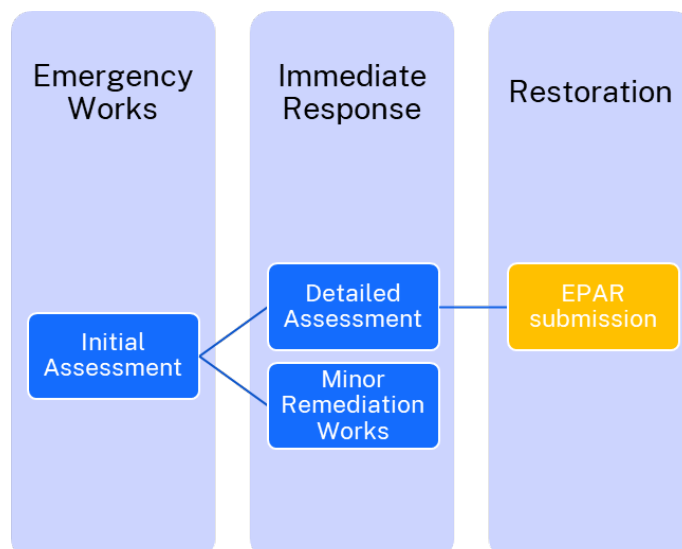 Emergency
Works
Immediate
Response
Restoration
Initial
Assessment
Detailed
Assessment
Minor
Remediation
Works
EPAR
submission